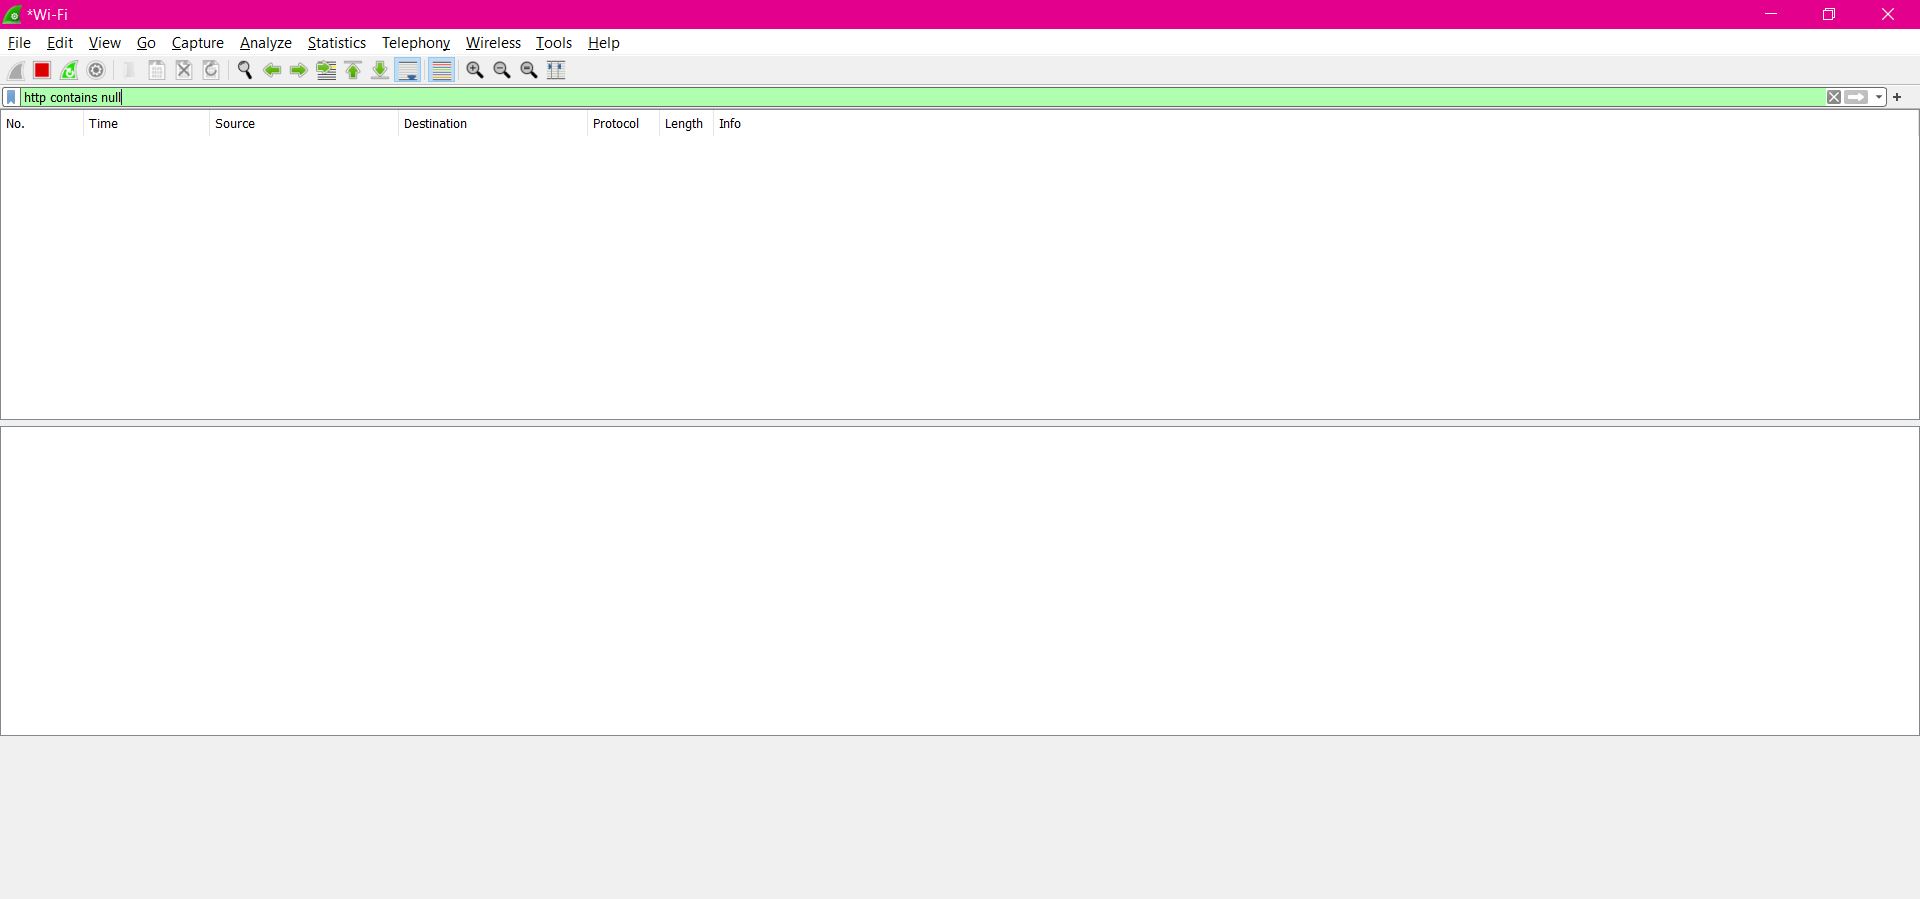 *Wi-Fi
File Edit View Go Capture Analyze Statistics Telephony Wireless Tools Help
http contains null
No. Time Source Destination Protocol Length Info